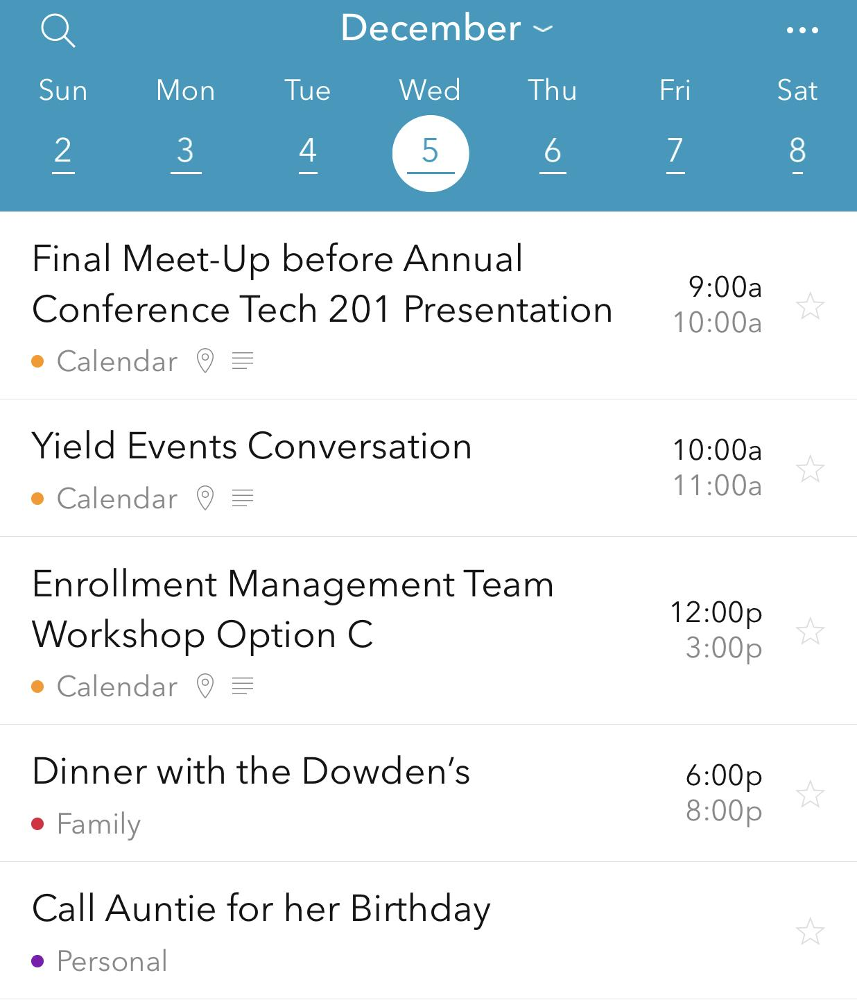 December
Sun Mon Tue Wed Thu Fri Sat
2 3 4 5 6 7 8
Final Meet-Up before Annual
Conference Tech 201 Presentation
9:00a
10:00a
Calendar
Yield Events Conversation
10:00a
11:00a
Calendar
Enrollment Management Team
Workshop Option C
12:00p
3:00p
Calendar
Dinner with the Dowden’s
6:00p
8:00p
Family
Call Auntie for her Birthday
Personal